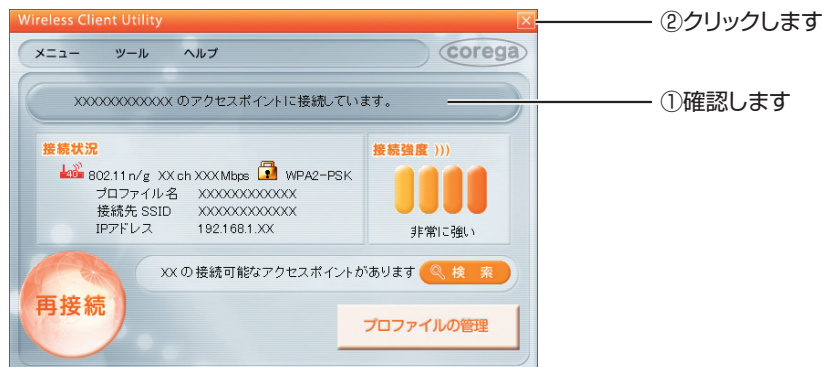 Wireless Client Utility
②クリックします
メニュー ツール ヘルプ
corega
XXXXXXXXXXXX のアクセスポイントに接続しています。
①確認します
接続状況
接続強度 )))
40 802.11n/g XX ch XXX Mbps WPA2-PSK
プロファイル名 XXXXXXXXXXXX
接続先 SSID XXXXXXXXXXXX
IPアドレス 192.168.1.XX
非常に強い
XX の接続可能なアクセスポイントがあります 検 索
再接続
プロファイルの管理